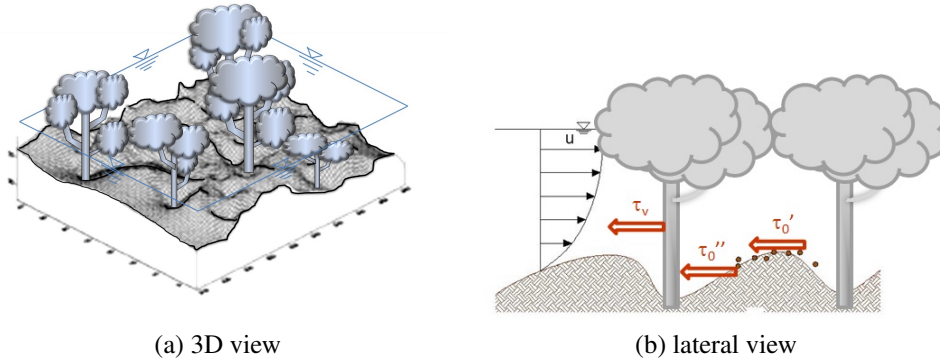 u
τᵥ
τ₀'
τ₀''
(a) 3D view
(b) lateral view